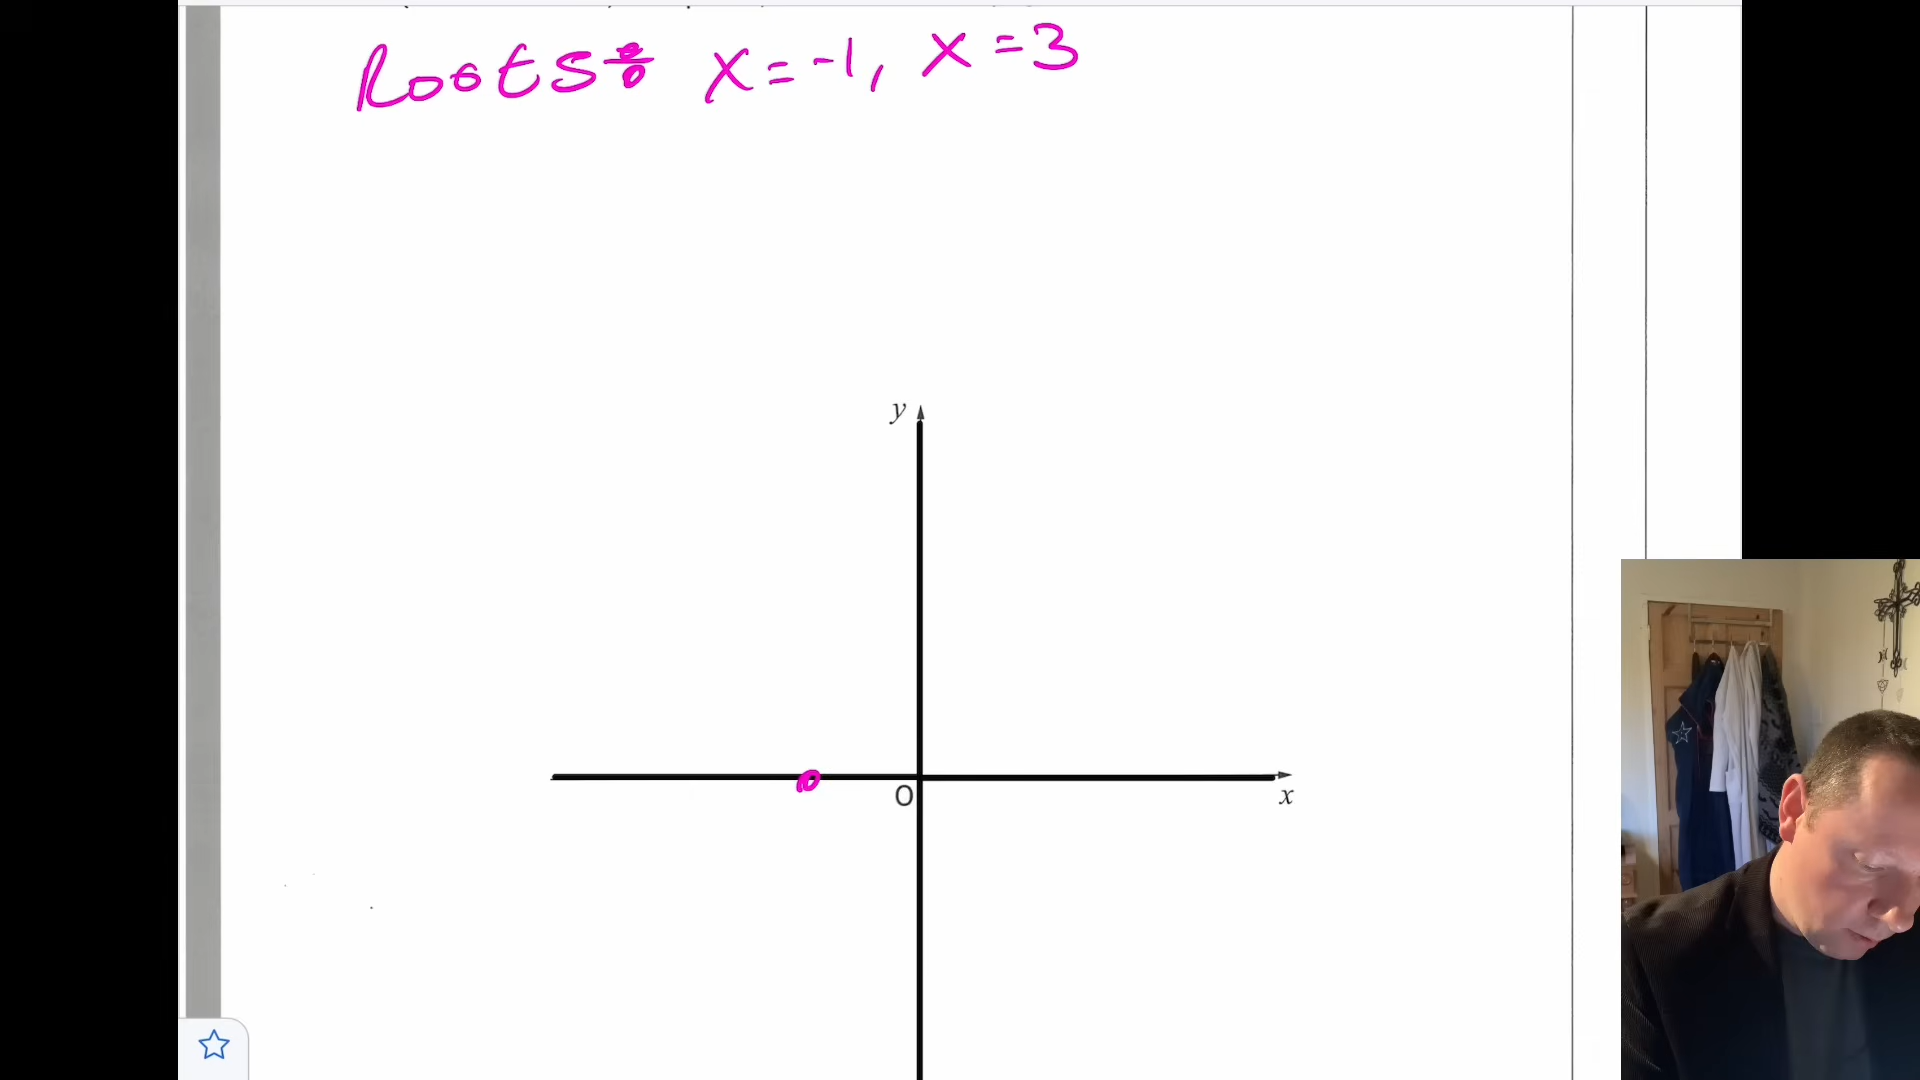 Roots: x = -1, x = 3
y
O
x